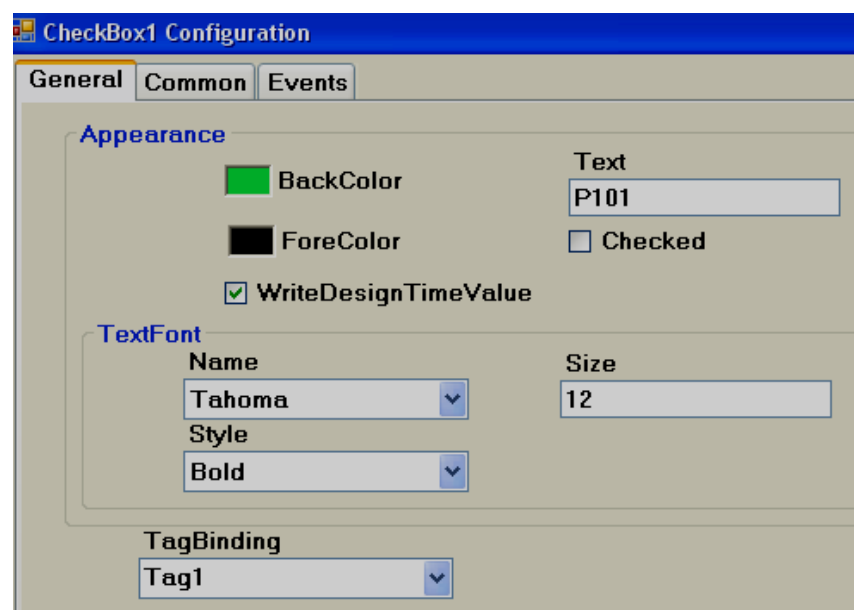 CheckBox1 Configuration
General Common Events
Appearance
BackColor
Text
P101
ForeColor
Checked
WriteDesignTimeValue
TextFont
Name
Size
Tahoma
12
Style
Bold
TagBinding
Tag1